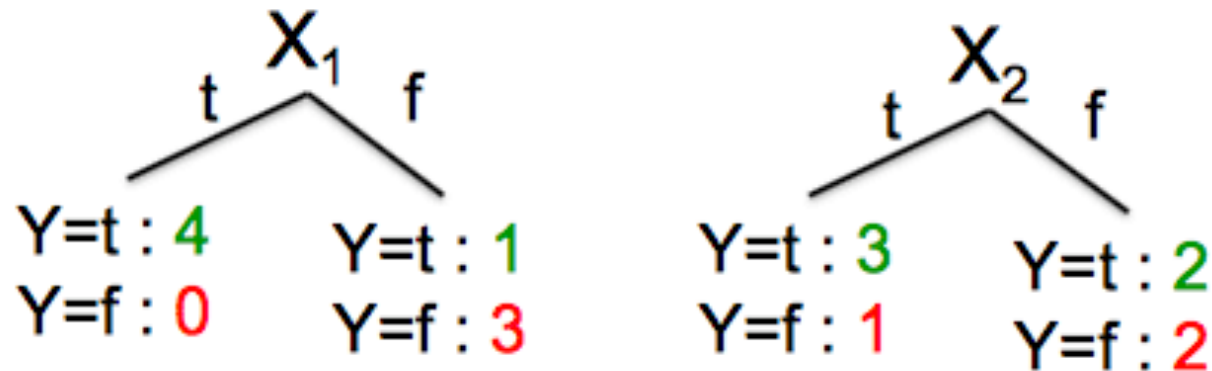 X₁
t f
Y=t : 4
Y=f : 0
Y=t : 1
Y=f : 3
X₂
t f
Y=t : 3
Y=f : 1
Y=t : 2
Y=f : 2